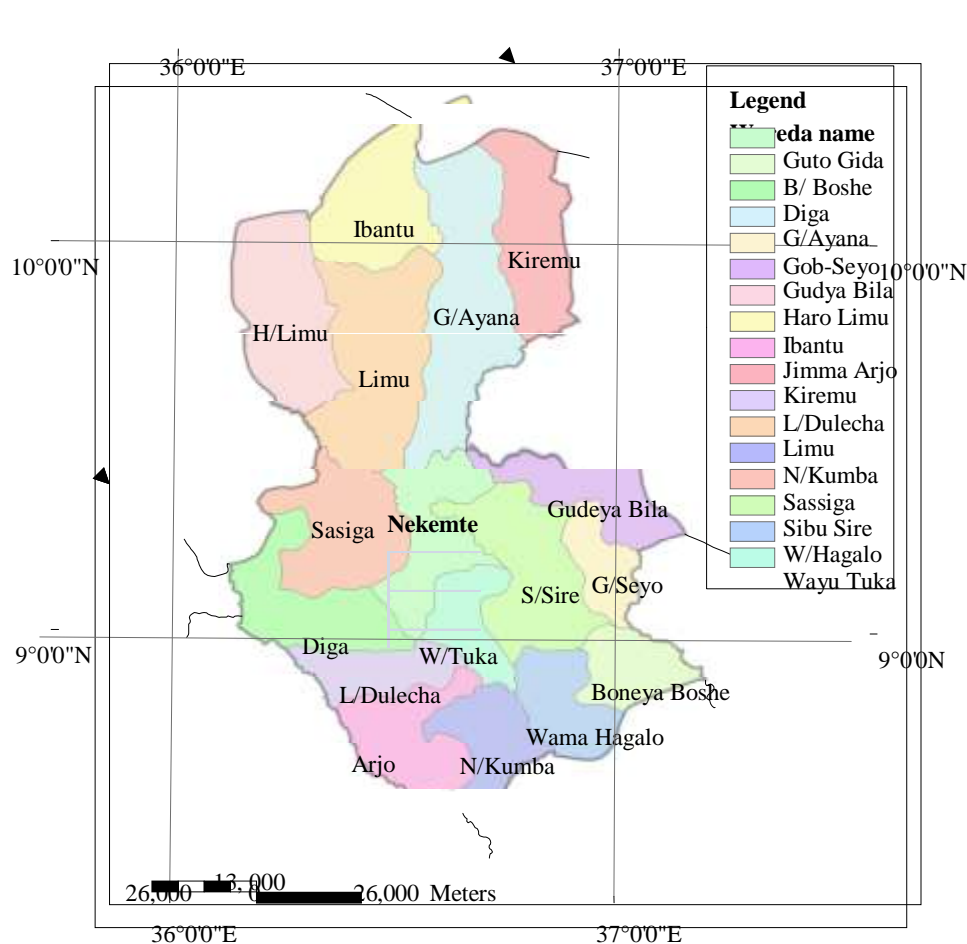 36°0'0"E
37°0'0"E
Legend
Wereda name
Guto Gida
B/ Boshe
Diga
G/Ayana
Gob-Seyo
Gudya Bila
Haro Limu
Ibantu
Jimma Arjo
Kiremu
L/Dulecha
Limu
N/Kumba
Sassiga
Sibu Sire
W/Hagalo
Wayu Tuka
10°0'0"N
10°0'0"N
Ibantu
Kiremu
G/Ayana
H/Limu
Limu
Gudeya Bila
Sasiga
Nekemte
G/Seyo
S/Sire
9°0'0"N
9°0'0N
Diga
W/Tuka
L/Dulecha
Boneya Boshe
Wama Hagalo
Arjo
N/Kumba
26,000
13, 000
0
26,000 Meters
36°0'0"E
37°0'0"E